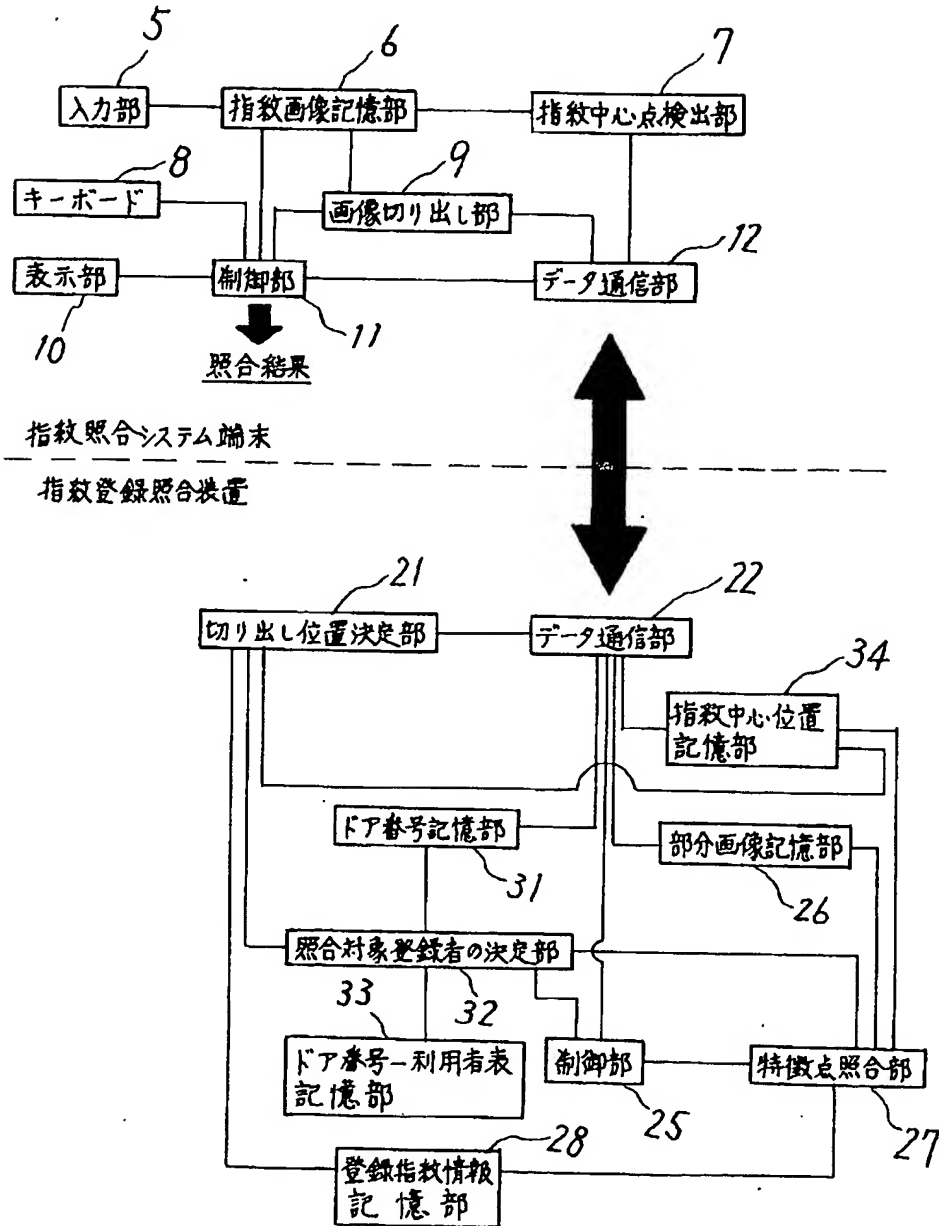 5
6
7
入力部
指紋画像記憶部
指紋中心点検出部
8
9
キーボード
画像切り出し部
12
表示部
制御部
データ通信部
10
11
照合結果
指紋照合システム端末
指紋登録照合装置
21
22
切り出し位置決定部
データ通信部
34
指紋中心位置
記憶部
ドア番号記憶部
部分画像記憶部
31
26
照合対象登録者の決定部
33
32
ドア番号-利用者表
記憶部
制御部
特徴点照合部
25
27
28
登録指紋情報
記憶部